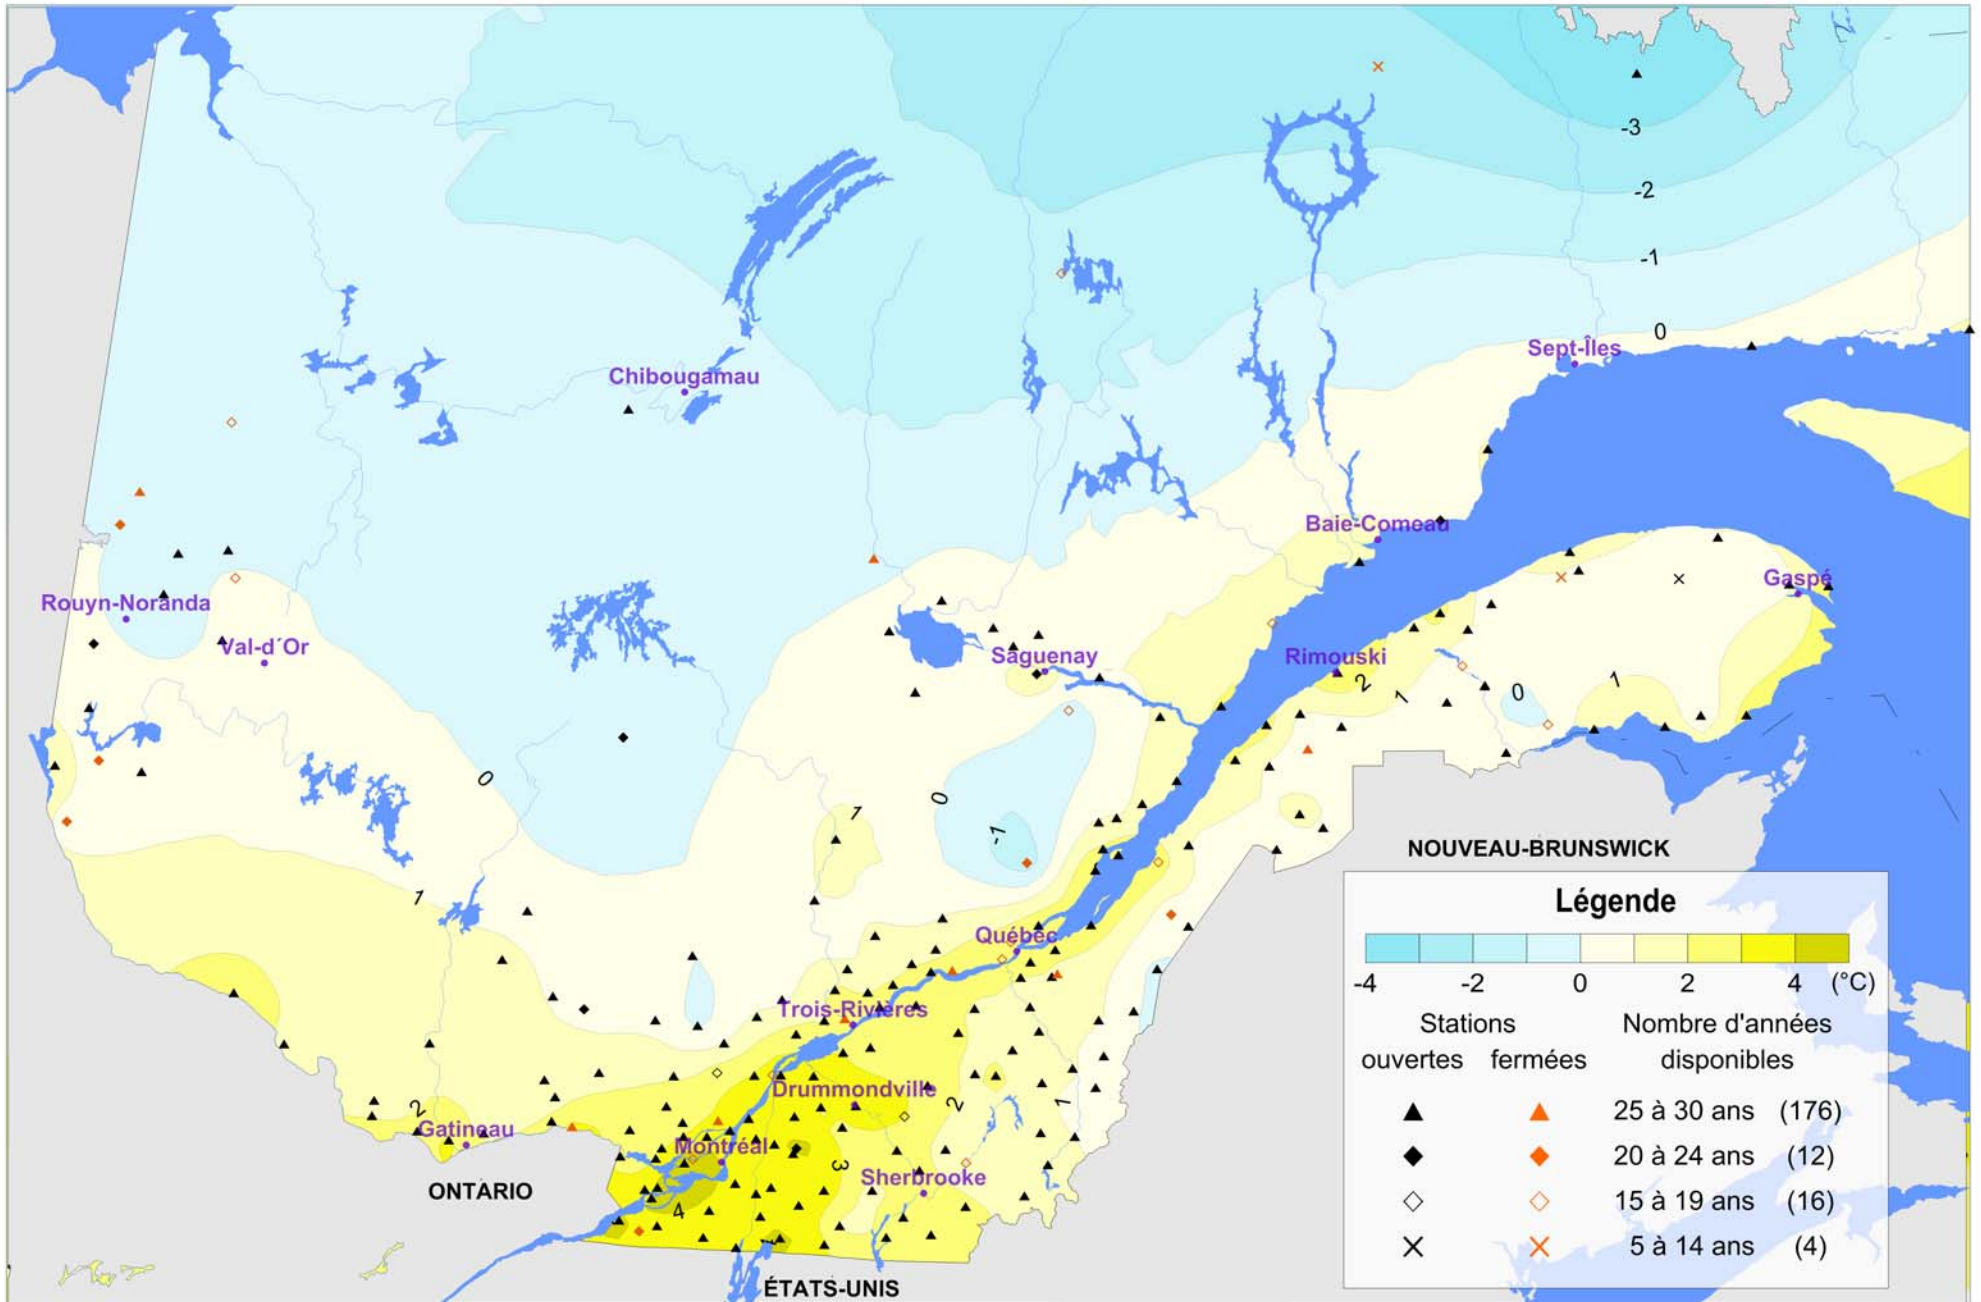 -3
-2
-1
0
Sept-Îles
Chibougamau
Baie-Comeau
Gaspé
Rouyn-Noranda
Val-d´Or
Saguenay
Rimouski
2
1
0
1
0
1
0
-1
1
NOUVEAU-BRUNSWICK
Québec
Trois-Rivières
Drummondville
2
1
2
Gatineau
Montréal
3
Sherbrooke
ONTARIO
4
ÉTATS-UNIS
Légende
-4 -2 0 2 4 (°C)
Stations Nombre d'années
ouvertes fermées disponibles
25 à 30 ans (176)
20 à 24 ans (12)
15 à 19 ans (16)
5 à 14 ans (4)